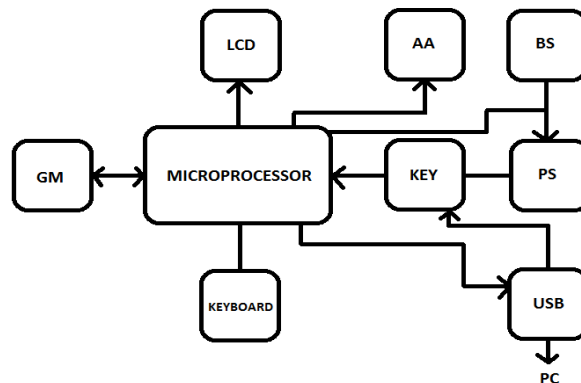 LCD
AA
BS
GM
MICROPROCESSOR
KEY
PS
KEYBOARD
USB
PC